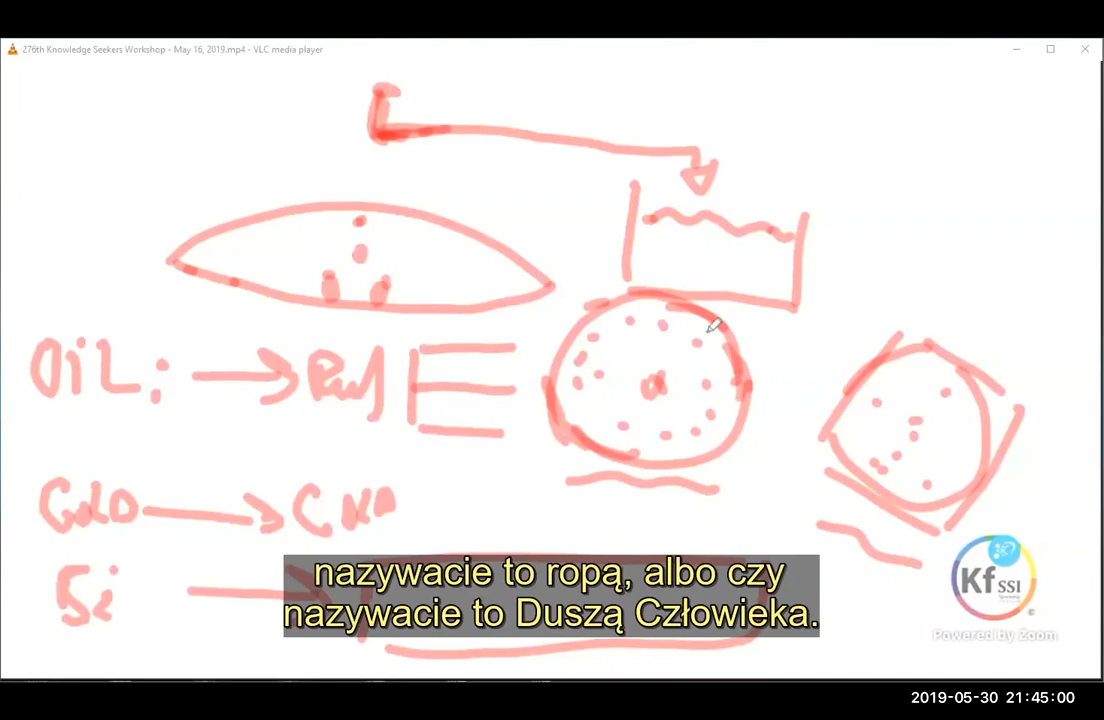 276th Knowledge Seekers Workshop - May 16, 2019.mp4 - VLC media player
OiL:
GOLD
Si
nazywacie to ropą, albo czy
nazywacie to Duszą Człowieka.
Kf SSI
Powered by Zoom
2019-05-30 21:45:00